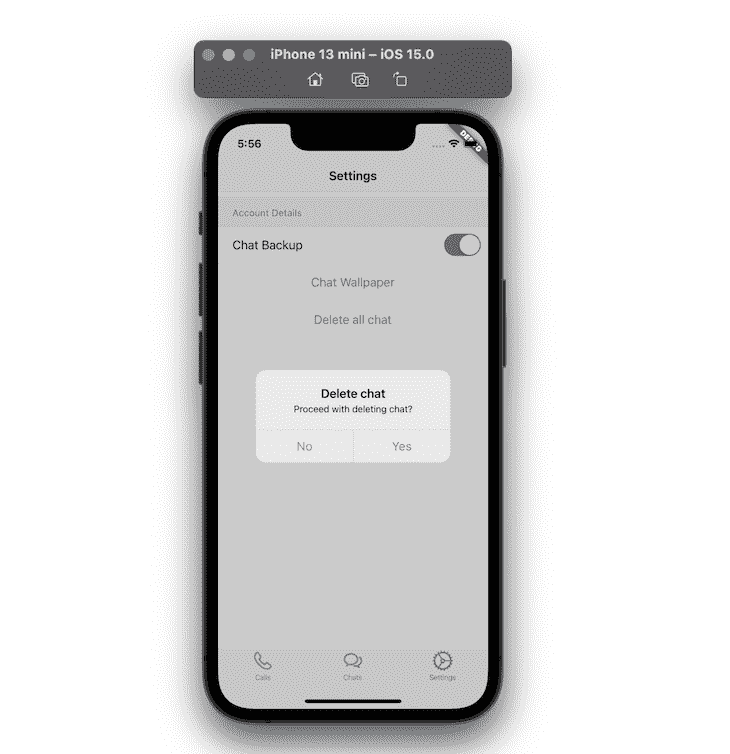 iPhone 13 mini – iOS 15.0
5:56
DEBUG
Settings
Account Details
Chat Backup
Chat Wallpaper
Delete all chat
Delete chat
Proceed with deleting chat?
No Yes
Calls Chats Settings